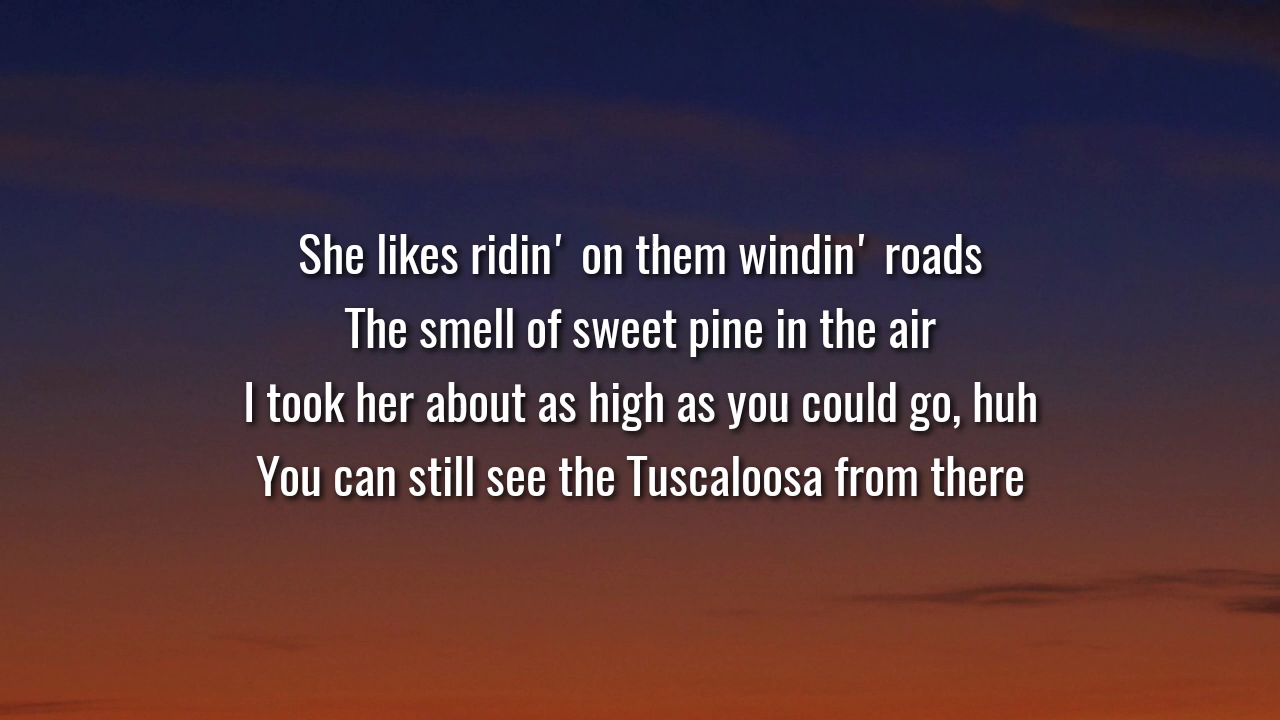 She likes ridin' on them windin' roads
The smell of sweet pine in the air
I took her about as high as you could go, huh
You can still see the Tuscaloosa from there